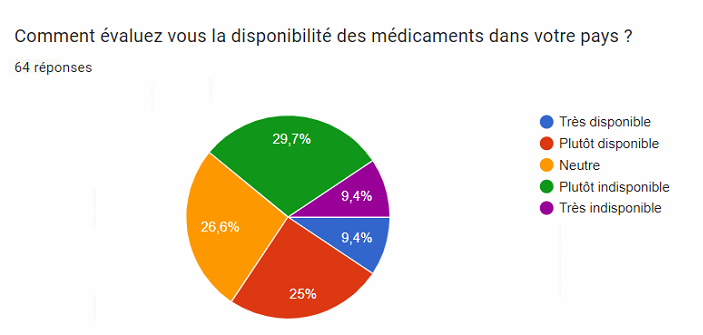 Comment évaluez vous la disponibilité des médicaments dans votre pays ?
64 réponses
29,7%
9,4%
9,4%
25%
26,6%
Très disponible
Plutôt disponible
Neutre
Plutôt indisponible
Très indisponible